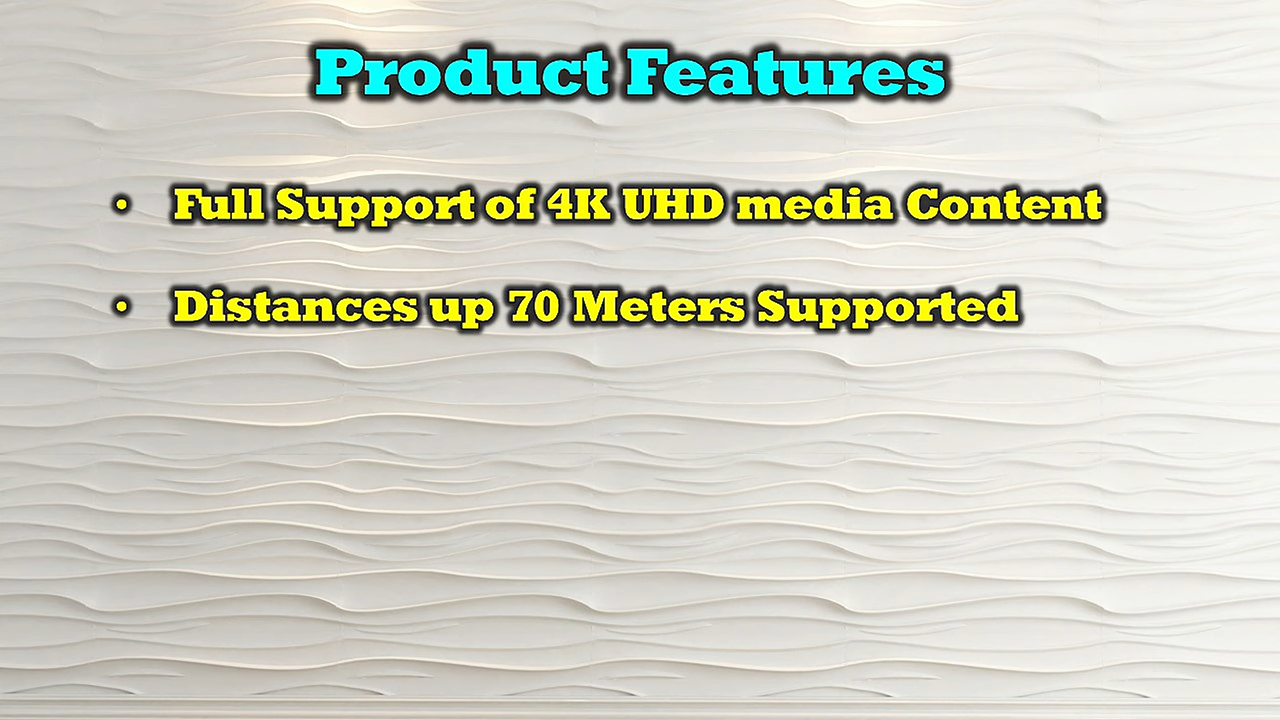 Product Features
• Full Support of 4K UHD media Content
• Distances up 70 Meters Supported